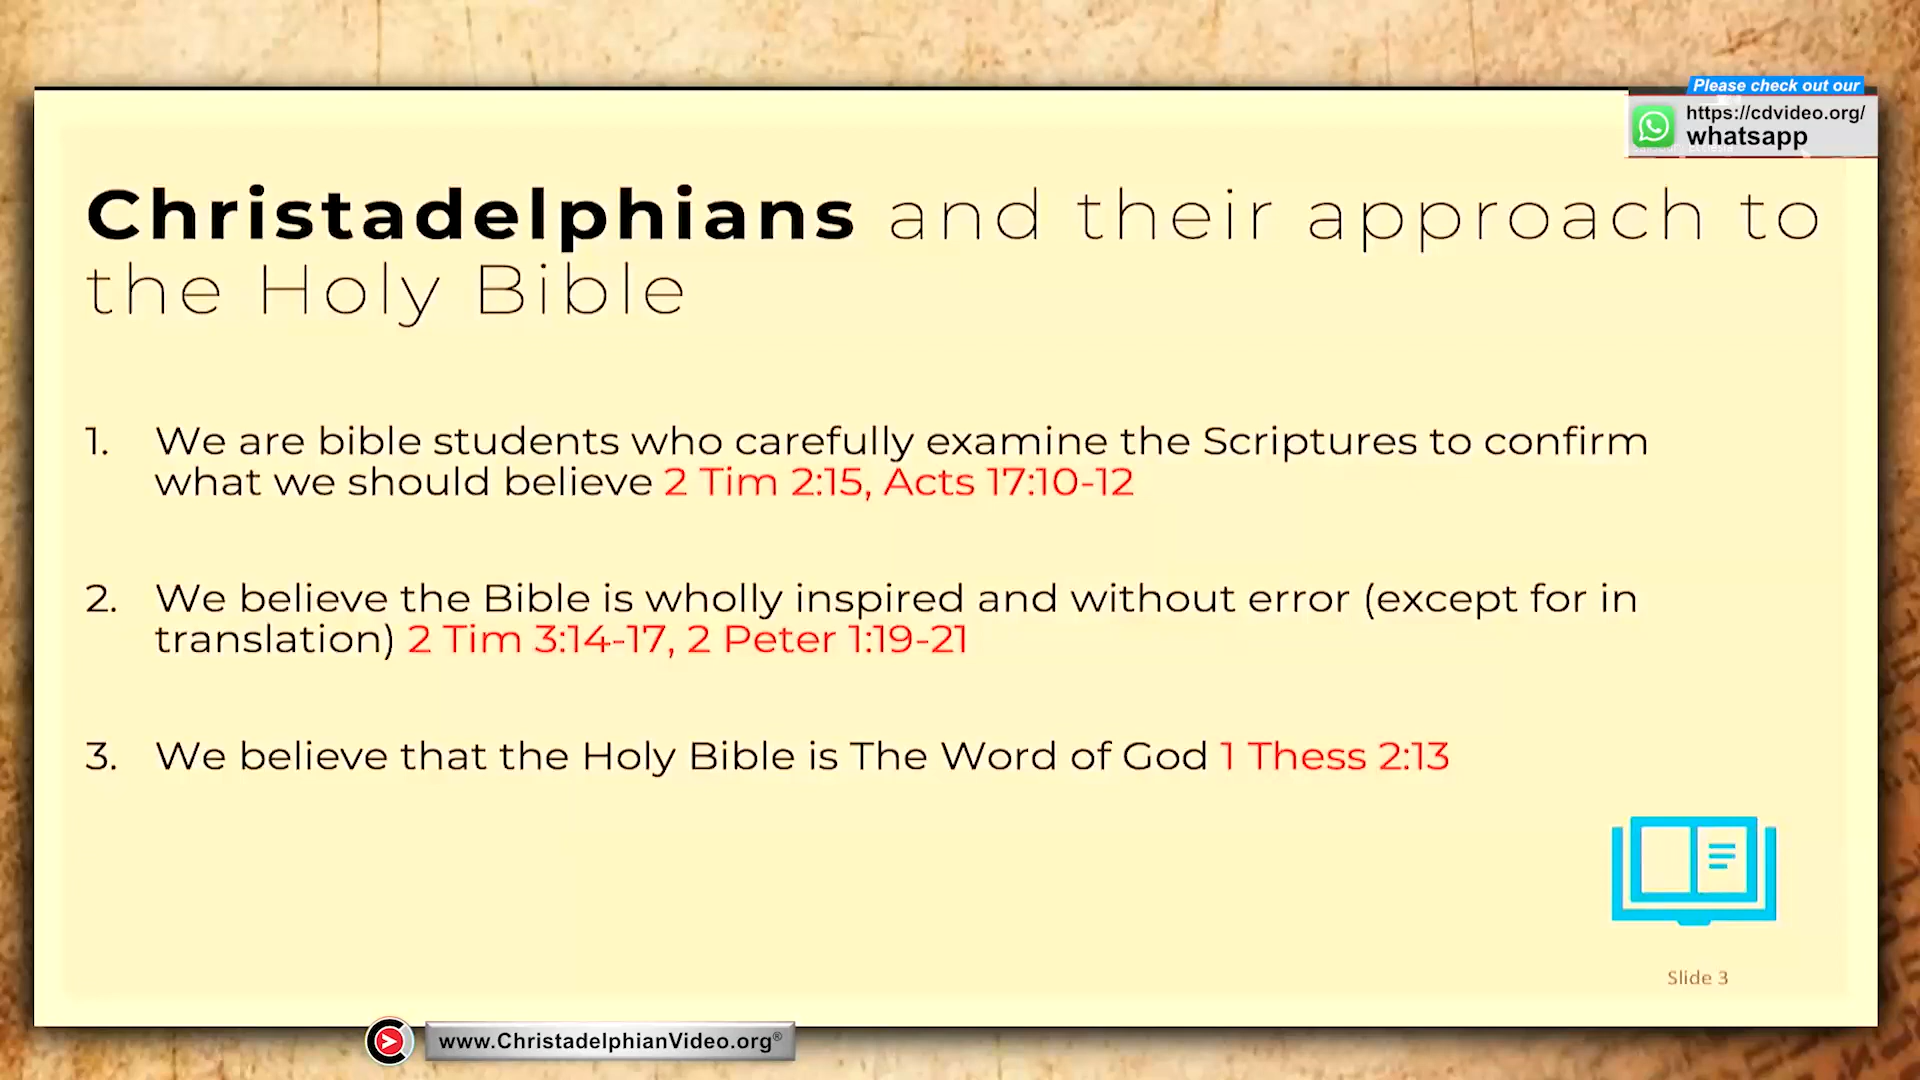 Please check out our
https://cdvideo.org/
whatsapp
Christadelphians and their approach to
the Holy Bible
1. We are bible students who carefully examine the Scriptures to confirm
what we should believe 2 Tim 2:15, Acts 17:10-12
2. We believe the Bible is wholly inspired and without error (except for in
translation) 2 Tim 3:14-17, 2 Peter 1:19-21
3. We believe that the Holy Bible is The Word of God 1 Thess 2:13
Slide 3
www.ChristadelphianVideo.org®